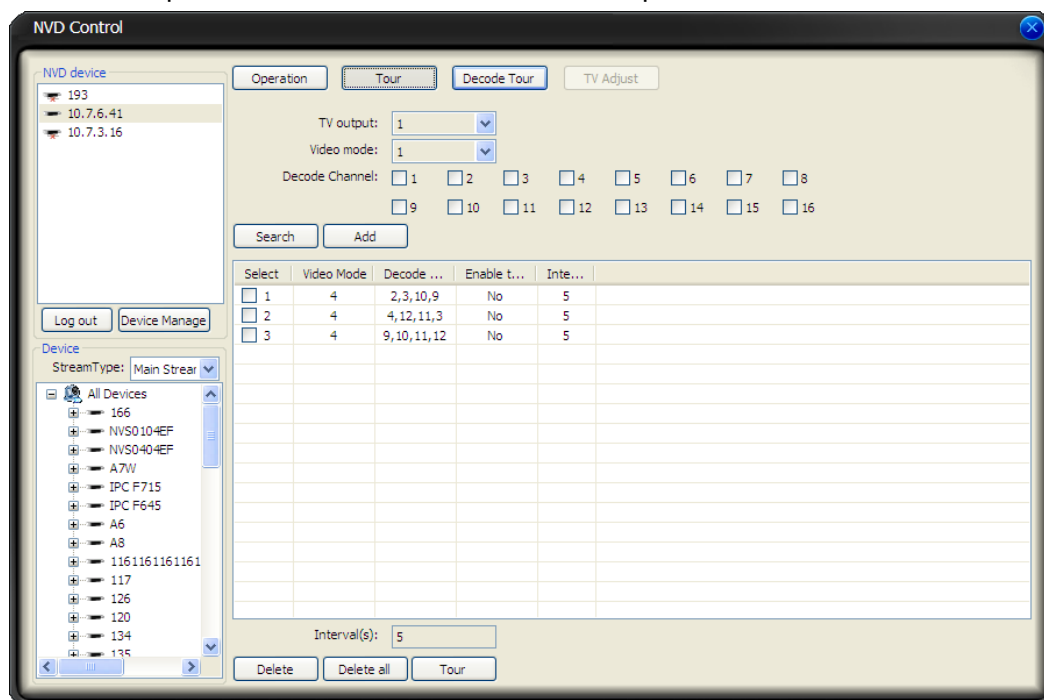 NVD Control
NVD device
193
10.7.6.41
10.7.3.16
Log out Device Manage
Device
StreamType: Main Strear
All Devices
166
NVS0104EF
NVS0404EF
A7W
IPC F715
IPC F645
A6
A8
1161161161161
117
126
120
134
135
Operation Tour Decode Tour TV Adjust
TV output: 1
Video mode: 1
Decode Channel: 1 2 3 4 5 6 7 8
9 10 11 12 13 14 15 16
Search Add
Select Video Mode Decode ... Enable t... Inte...
1 4 2,3,10,9 No 5
2 4 4,12,11,3 No 5
3 4 9,10,11,12 No 5
Interval(s): 5
Delete Delete all Tour